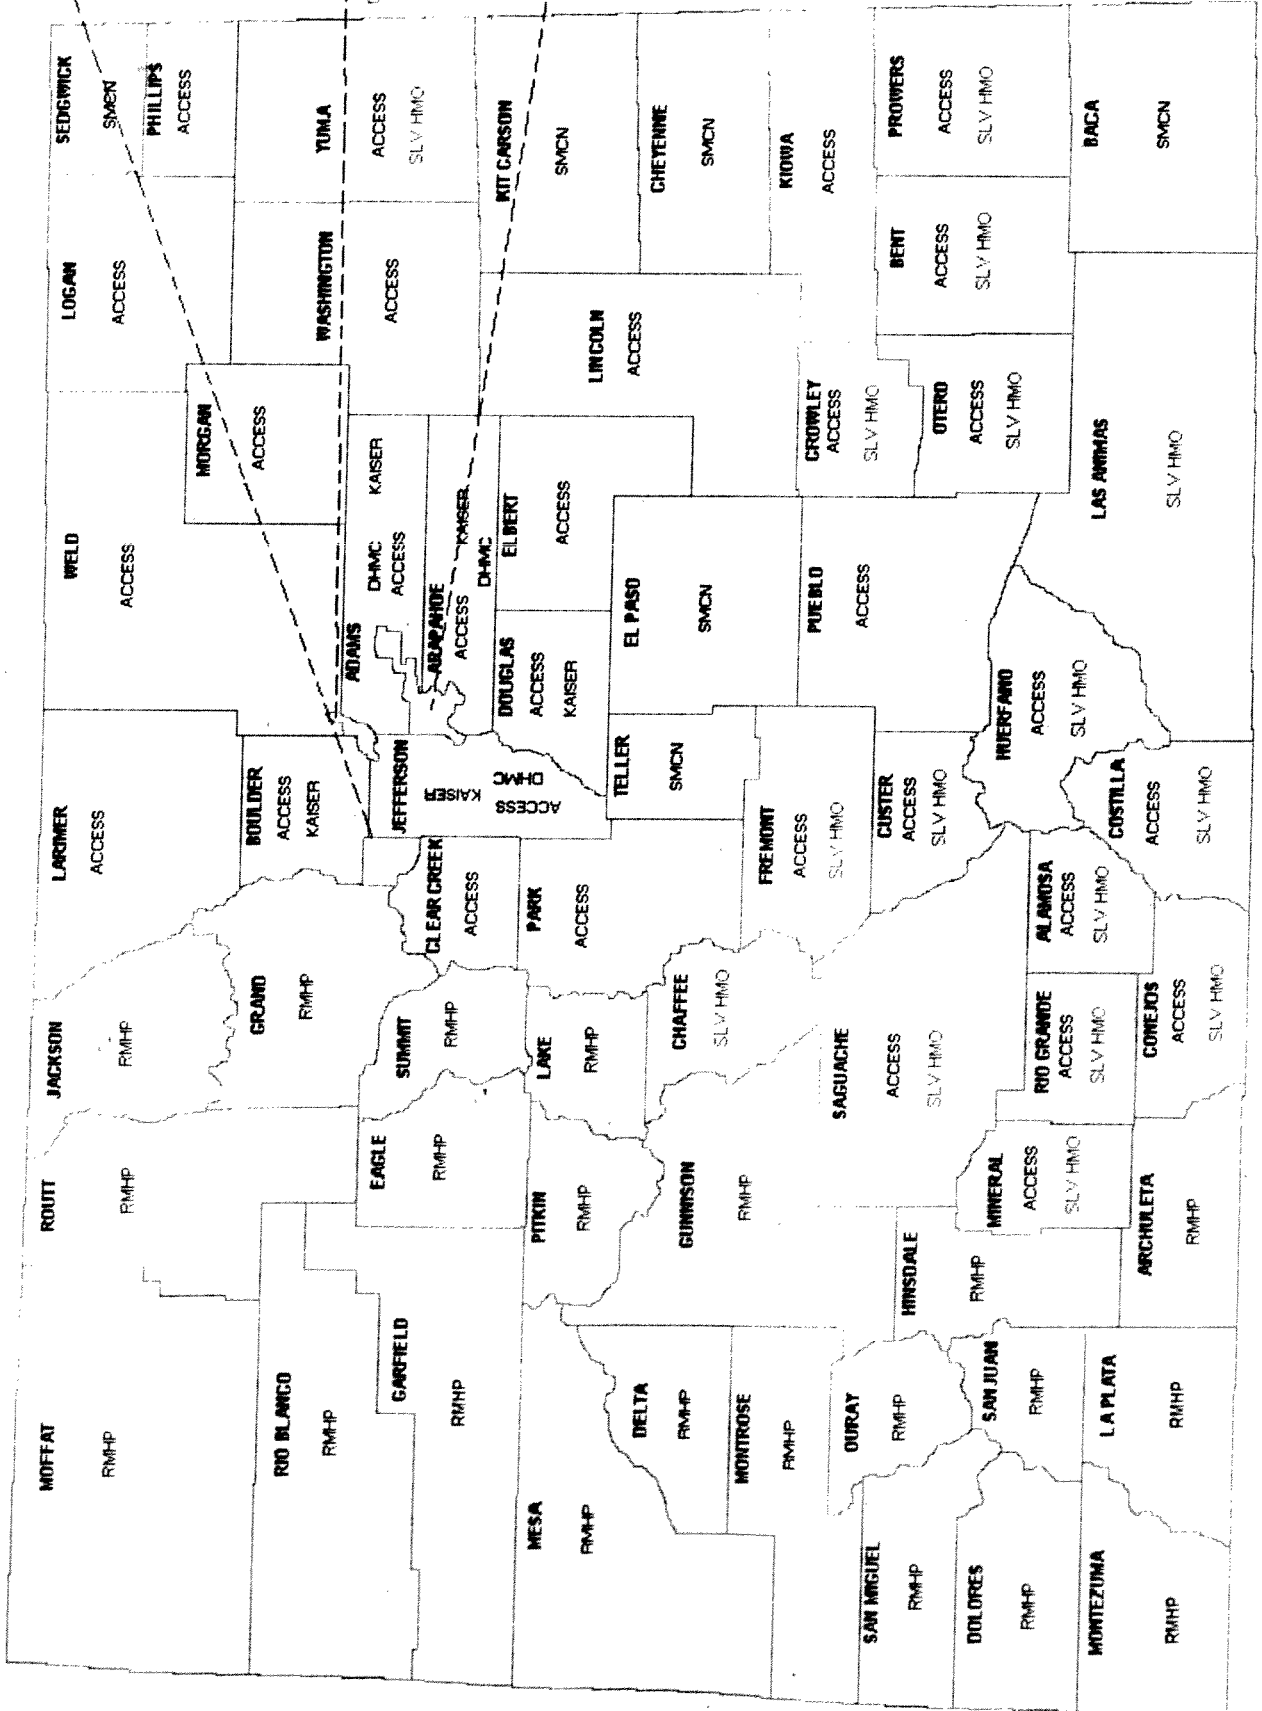 MOFFAT
RMHP
ROUTT
RMHP
JACKSON
RMHP
LARIMER
ACCESS
WELD
ACCESS
LOGAN
ACCESS
SEDGWICK
SMCN
PHILLIPS
ACCESS
RIO BLANCO
RMHP
GRAND
RMHP
BOULDER
ACCESS
KAISER
MORGAN
ACCESS
WASHINGTON
ACCESS
YUMA
ACCESS
SLV HMO
GARFIELD
RMHP
EAGLE
RMHP
SUMMIT
RMHP
CLEAR CREEK
ACCESS
JEFFERSON
KAISER
DHMC
ACCESS
ADAMS
DHMC
KAISER
ACCESS
ARAPAHOE
ACCESS
KAISER
DHMC
MESA
RMHP
PITKIN
RMHP
LAKE
RMHP
PARK
ACCESS
DOUGLAS
ACCESS
KAISER
ELBERT
ACCESS
LINCOLN
ACCESS
KIT CARSON
SMCN
DELTA
RMHP
GUNNISON
RMHP
CHAFFEE
SLV HMO
TELLER
SMCN
EL PASO
SMCN
CHEYENNE
SMCN
MONTROSE
RMHP
FREMONT
ACCESS
SLV HMO
PUEBLO
ACCESS
CROWLEY
ACCESS
SLV HMO
KIOWA
ACCESS
OURAY
RMHP
SAN MIGUEL
RMHP
HINSDALE
RMHP
SAGUACHE
ACCESS
SLV HMO
CUSTER
ACCESS
SLV HMO
OTERO
ACCESS
SLV HMO
BENT
ACCESS
SLV HMO
PROWERS
ACCESS
SLV HMO
DOLORES
RMHP
SAN JUAN
RMHP
MINERAL
ACCESS
SLV HMO
RIO GRANDE
ACCESS
SLV HMO
ALAMOSA
ACCESS
SLV HMO
HUERFANO
ACCESS
SLV HMO
LAS ANIMAS
SLV HMO
BACA
SMCN
MONTEZUMA
RMHP
LA PLATA
RMHP
ARCHULETA
RMHP
CONEJOS
ACCESS
SLV HMO
COSTILLA
ACCESS
SLV HMO